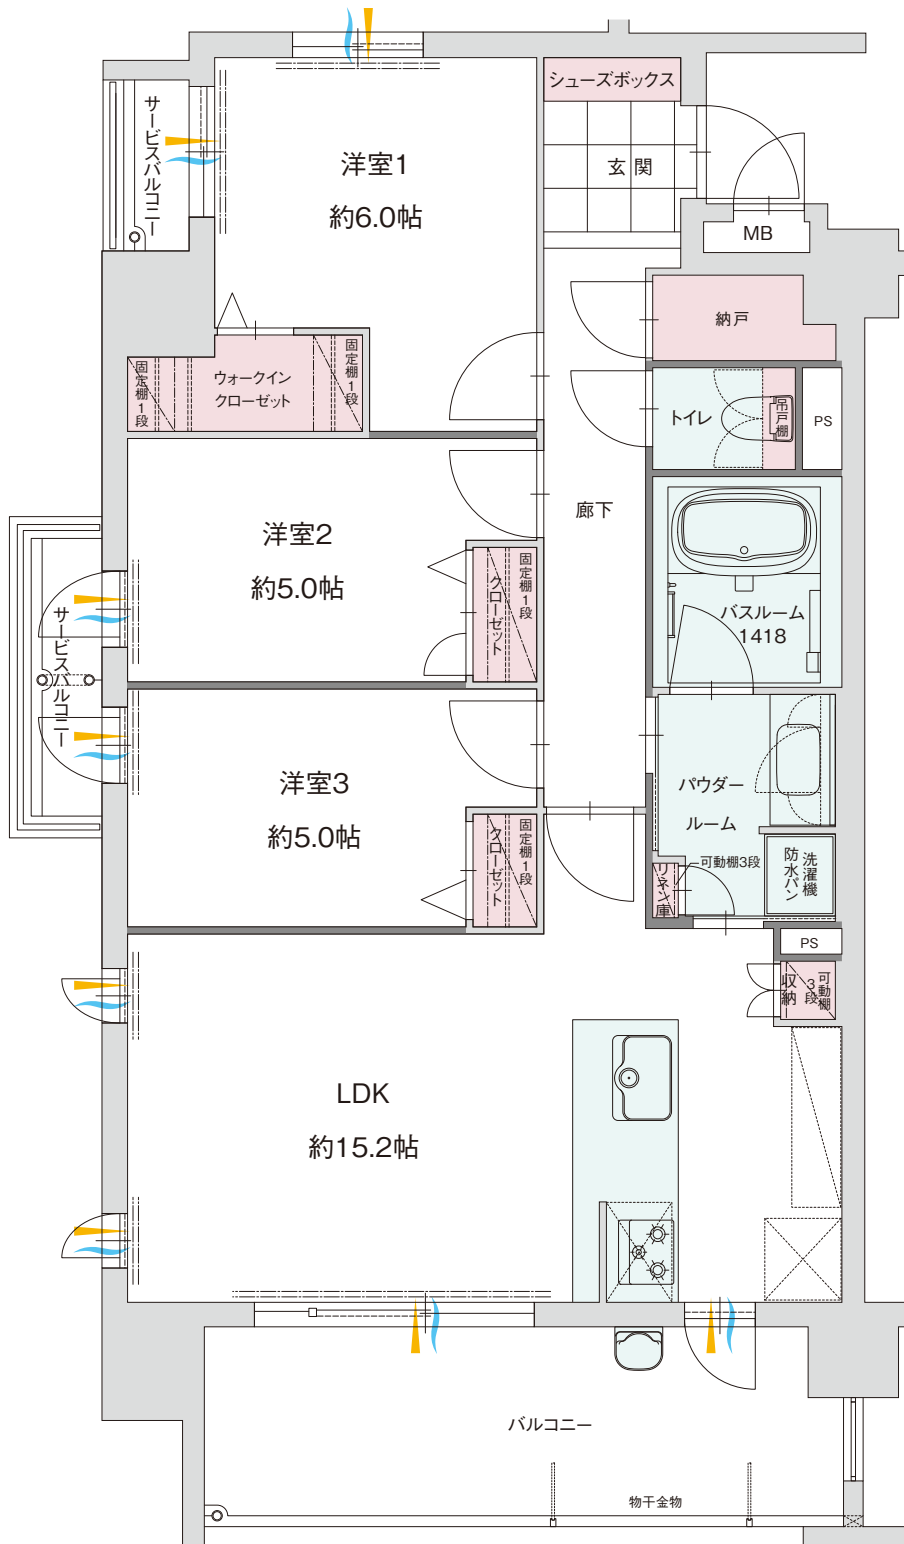 シューズボックス
サービスバルコニー
洋室1
約6.0帖
玄関
MB
納戸
固定棚1段
ウォークイン
クローゼット
固定棚1段
トイレ
吊戸棚
PS
洋室2
約5.0帖
廊下
クローゼット
固定棚1段
バスルーム
1418
サービスバルコニー
洋室3
約5.0帖
パウダー
ルーム
クローゼット
固定棚1段
可動棚3段
リネン庫
洗濯機
防水パン
PS
収納
可動棚
3段
LDK
約15.2帖
バルコニー
物干金物